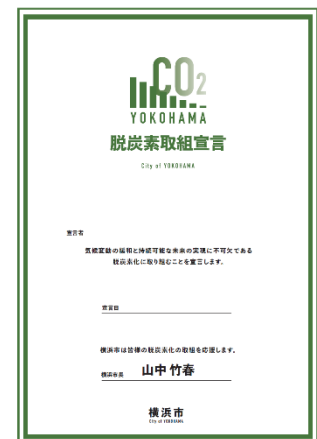 CO2
YOKOHAMA
脱炭素取組宣言
City of YOKOHAMA
宣言者
気候変動の緩和と持続可能な未来の実現に不可欠である
脱炭素化に取り組むことを宣言します。
宣言日
横浜市は皆様の脱炭素化の取組を応援します。
横浜市長 山中 竹春
横浜市
City of YOKOHAMA